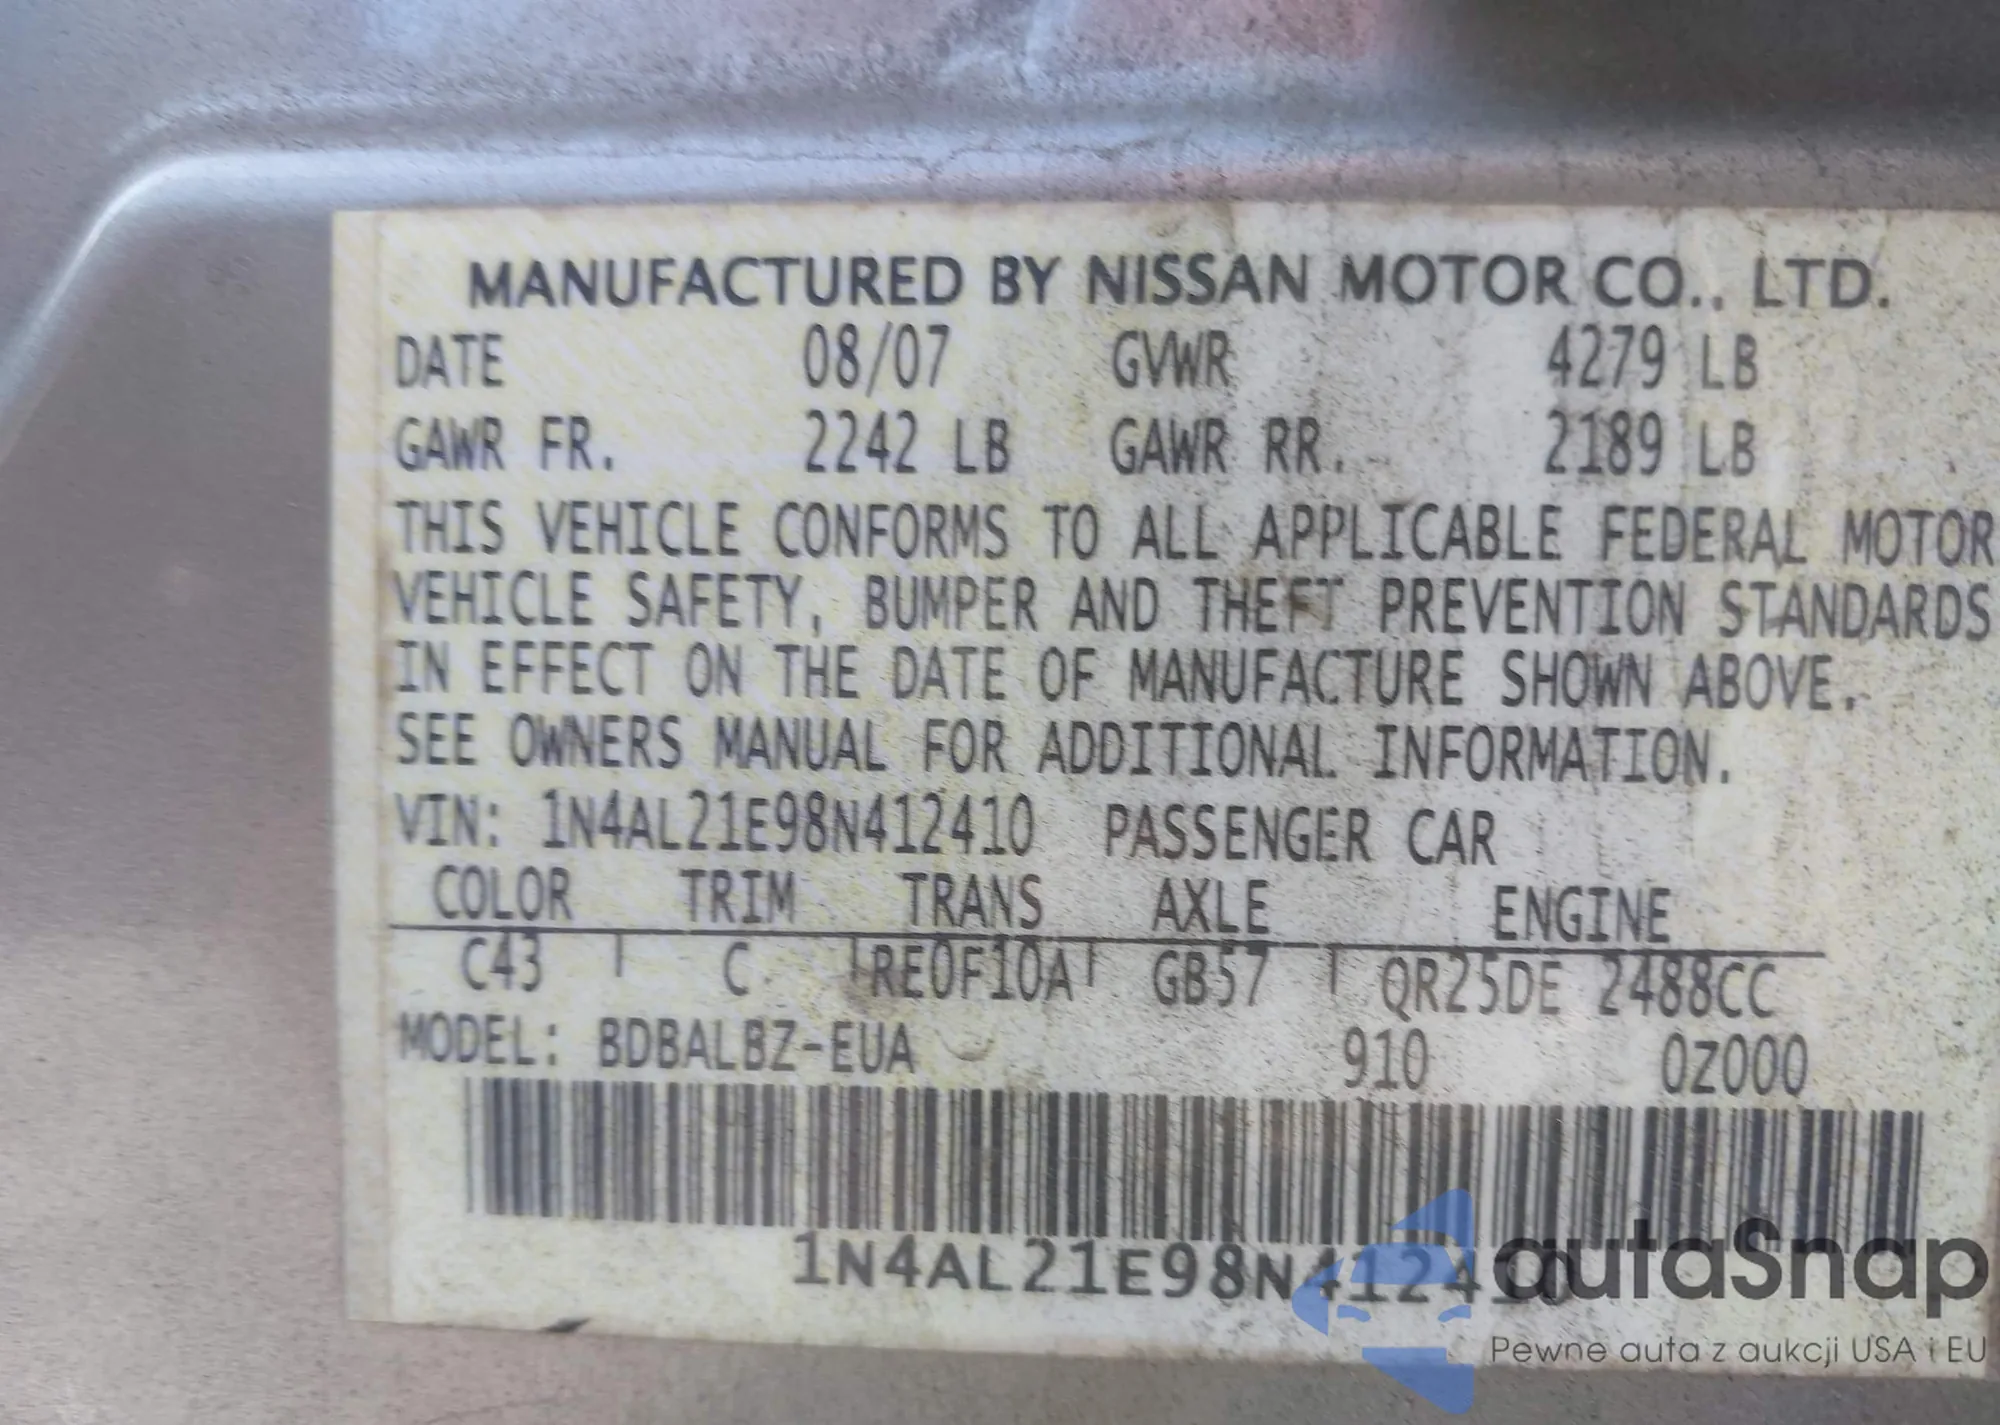 MANUFACTURED BY NISSAN MOTOR CO., LTD.
DATE 08/07 GVWR 4279 LB
GAWR FR. 2242 LB GAWR RR. 2189 LB
THIS VEHICLE CONFORMS TO ALL APPLICABLE FEDERAL MOTOR
VEHICLE SAFETY, BUMPER AND THEFT PREVENTION STANDARDS
IN EFFECT ON THE DATE OF MANUFACTURE SHOWN ABOVE.
SEE OWNERS MANUAL FOR ADDITIONAL INFORMATION.
VIN: 1N4AL21E98N412410 PASSENGER CAR
COLOR TRIM TRANS AXLE ENGINE
C43 C RE0F10A GB57 QR25DE 2488CC
MODEL: BDBALBZ-EUA 910 0Z000
1N4AL21E98N412410
autaSnap
Pewne auta z aukcji USA i EU